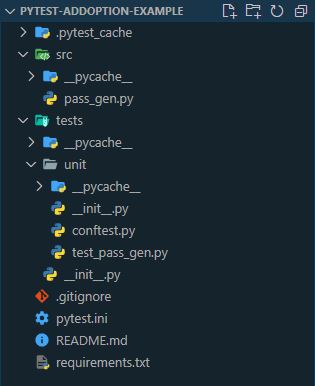 PYTEST-ADDOPTION-EXAMPLE
.pytest_cache
src
__pycache__
pass_gen.py
tests
__pycache__
unit
__pycache__
__init__.py
conftest.py
test_pass_gen.py
__init__.py
.gitignore
pytest.ini
README.md
requirements.txt